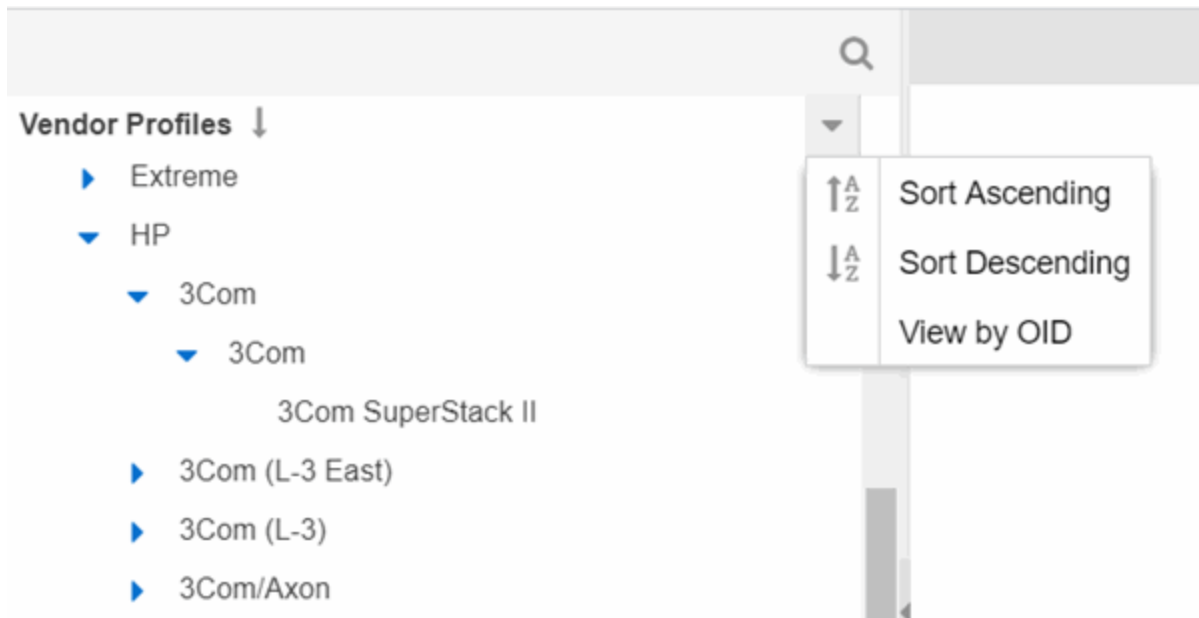 Vendor Profiles
Extreme
HP
3Com
3Com
3Com SuperStack II
3Com (L-3 East)
3Com (L-3)
3Com/Axon
A
Z
Sort Ascending
A
Z
Sort Descending
View by OID